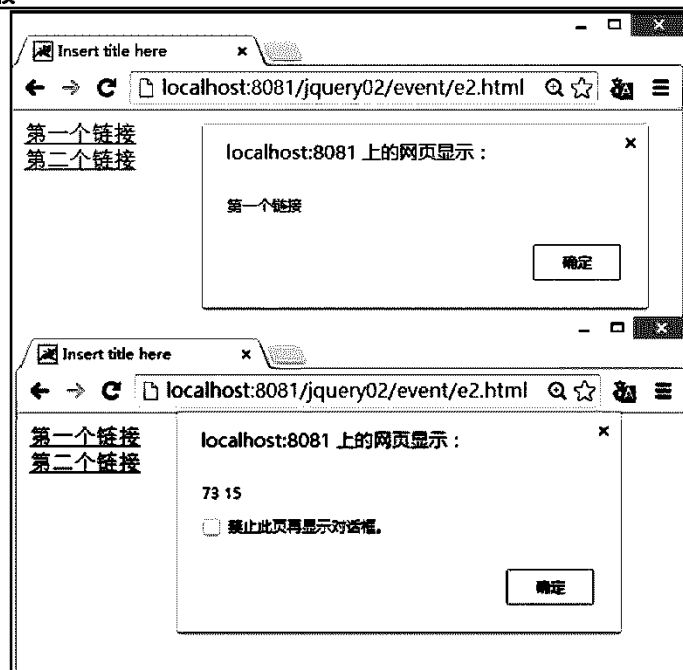 Insert title here
localhost:8081/jquery02/event/e2.html
第一个链接
第二个链接
localhost:8081 上的网页显示：
第一个链接
确定
Insert title here
localhost:8081/jquery02/event/e2.html
第一个链接
第二个链接
localhost:8081 上的网页显示：
73 15
禁止此页再显示对话框。
确定